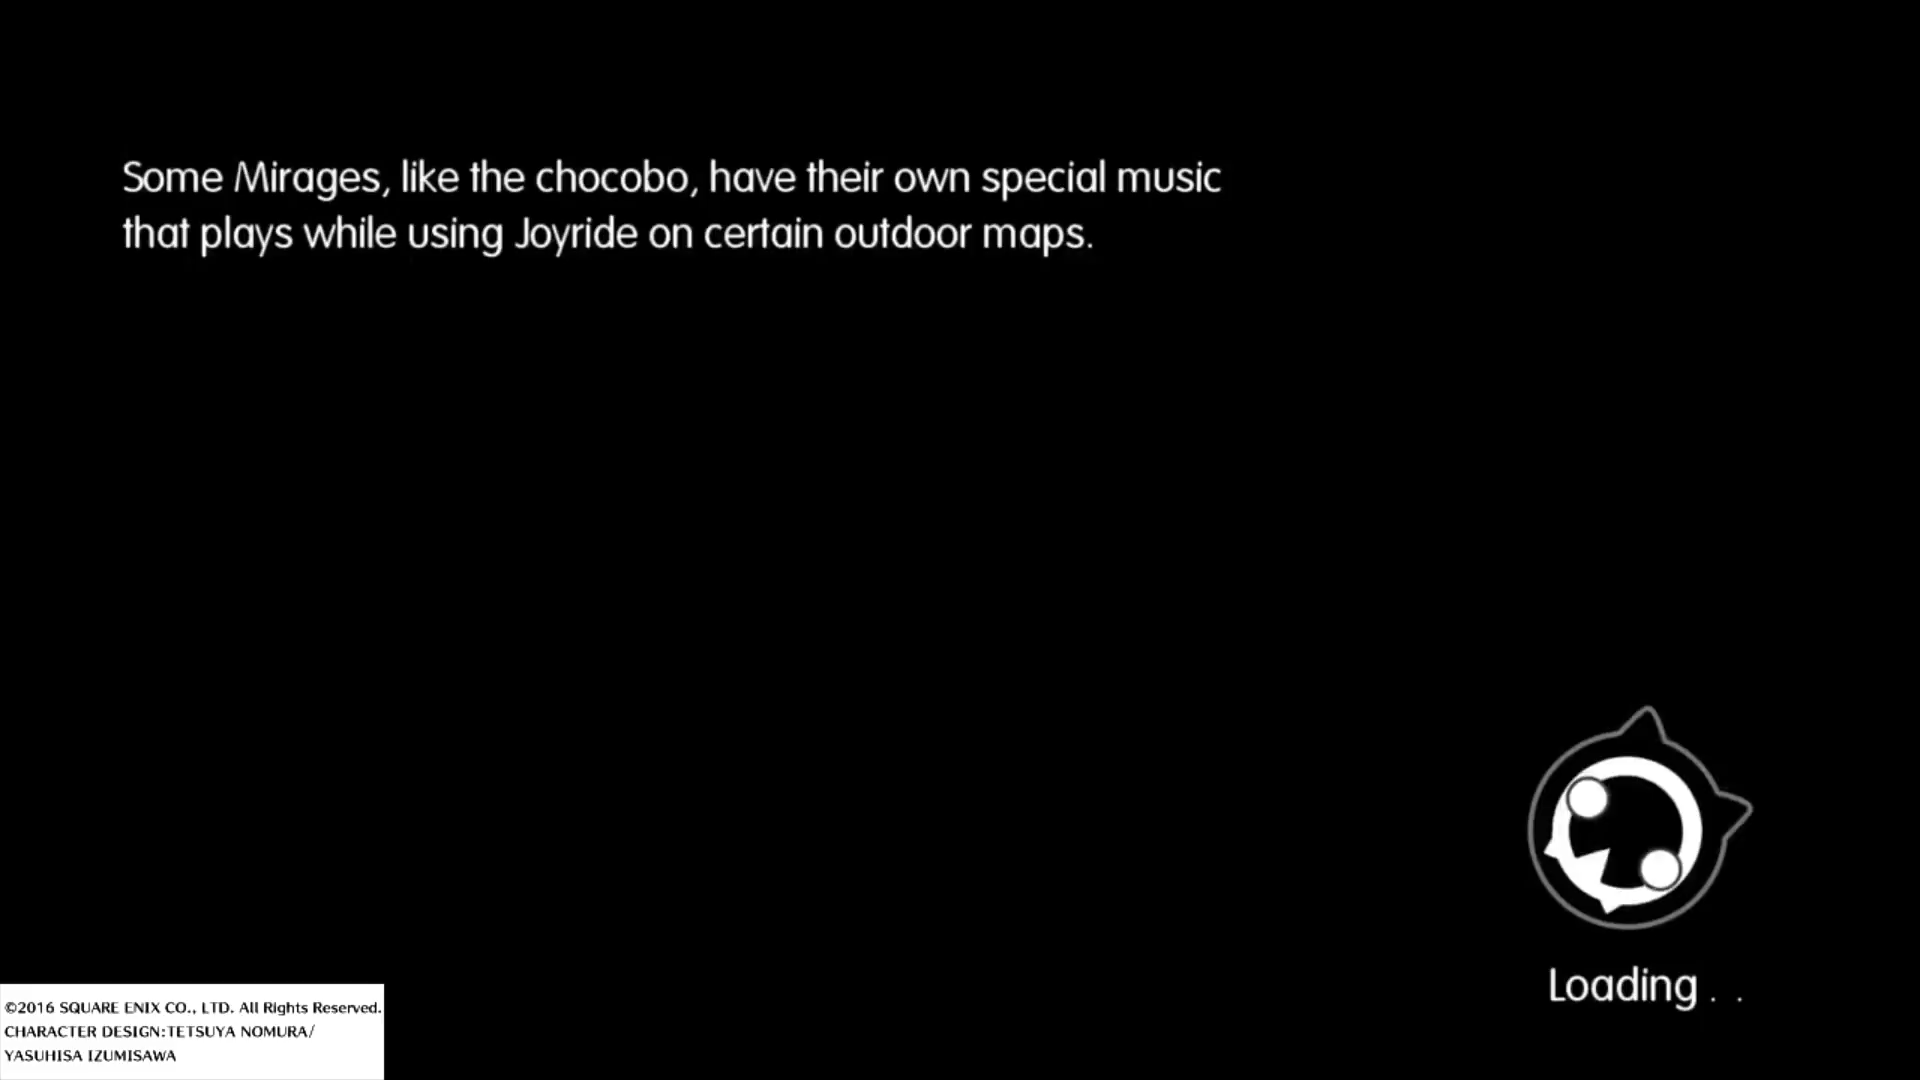 Some Mirages, like the chocobo, have their own special music
that plays while using Joyride on certain outdoor maps.
Loading . .
©2016 SQUARE ENIX CO., LTD. All Rights Reserved.
CHARACTER DESIGN:TETSUYA NOMURA/
YASUHISA IZUMISAWA